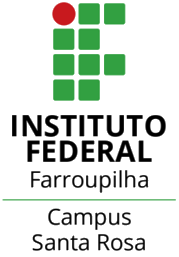 INSTITUTO
FEDERAL
Farroupilha
Campus
Santa Rosa